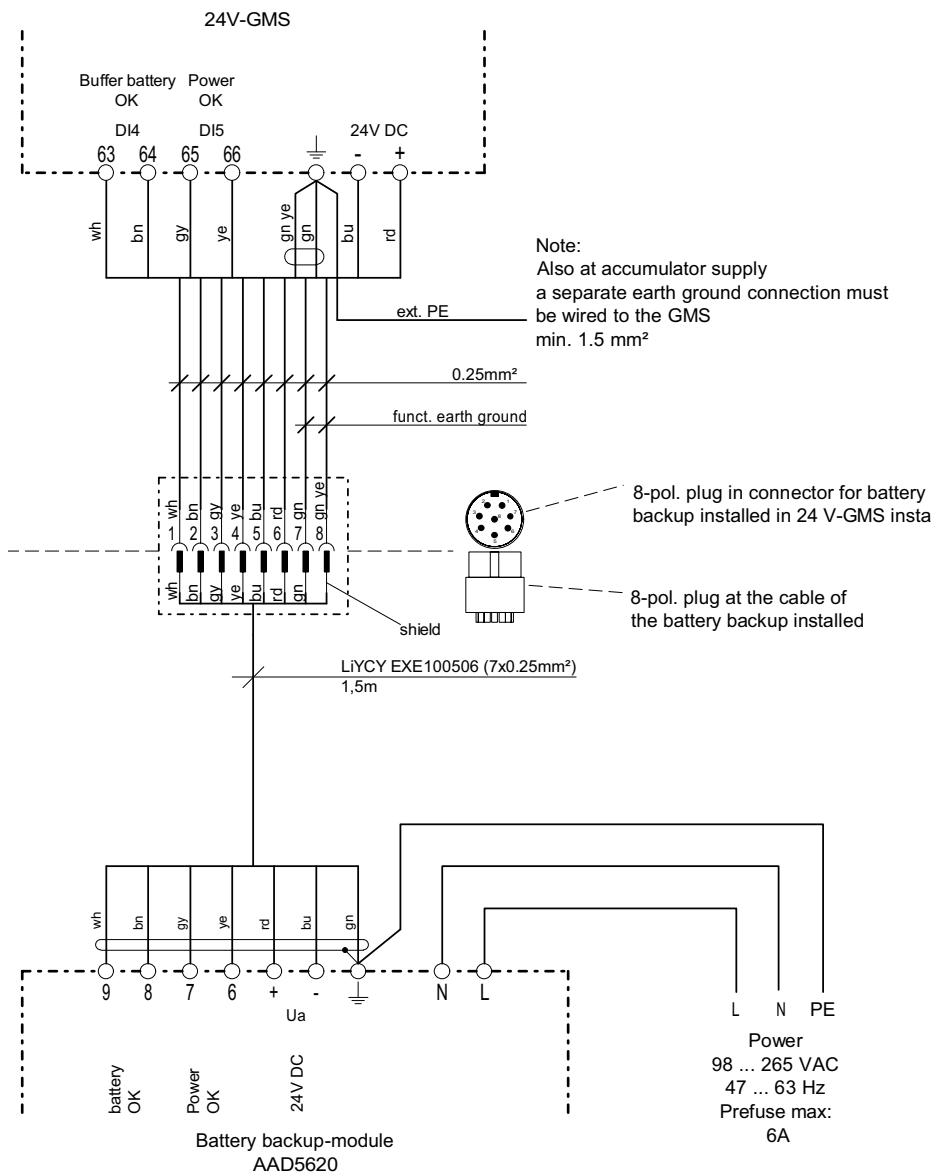 24V-GMS
Buffer battery Power
OK OK
DI4 DI5 24V DC
63 64 65 66 - +
wh bn gy ye gn ye gn bu rd
Note:
Also at accumulator supply
a separate earth ground connection must
be wired to the GMS
min. 1.5 mm²
ext. PE
0.25mm²
funct. earth ground
wh bn gy ye bu rd gn gn ye
1 2 3 4 5 6 7 8
wh bn gy ye bu rd gn
shield
8-pol. plug in connector for battery
backup installed in 24 V-GMS insta
8-pol. plug at the cable of
the battery backup installed
LiYCY EXE100506 (7x0.25mm²)
1,5m
wh bn gy ye rd bu gn
9 8 7 6 + - N L
Ua
battery
OK
Power
OK
24V DC
Battery backup-module
AAD5620
L N PE
Power
98 ... 265 VAC
47 ... 63 Hz
Prefuse max:
6A